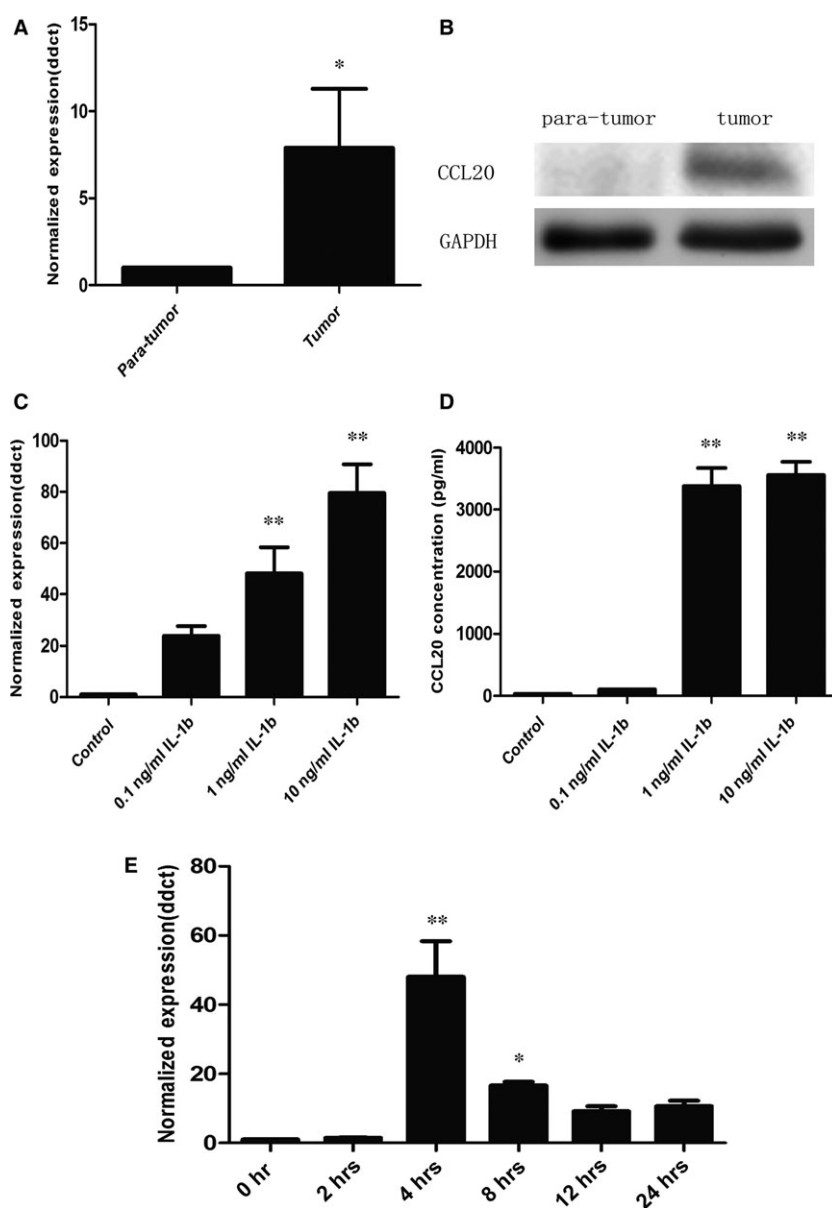 A
Normalized expression(ddct)
15
10
5
0
*
Para-tumor
Tumor
B
para-tumor tumor
CCL20
GAPDH
C
Normalized expression(ddct)
100
80
60
40
20
0
**
**
Control
0.1 ng/ml IL-1b
1 ng/ml IL-1b
10 ng/ml IL-1b
D
CCL20 concentration (pg/ml)
4000
3000
2000
1000
0
**
**
Control
0.1 ng/ml IL-1b
1 ng/ml IL-1b
10 ng/ml IL-1b
E
Normalized expression(ddct)
80
60
40
20
0
**
*
0 hr
2 hrs
4 hrs
8 hrs
12 hrs
24 hrs